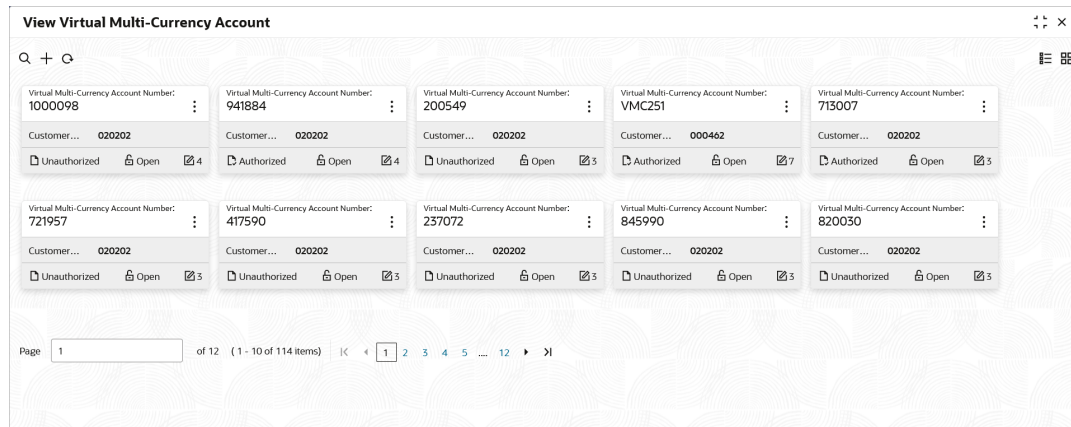 View Virtual Multi-Currency Account
Virtual Multi-Currency Account Number: Virtual Multi-Currency Account Number: Virtual Multi-Currency Account Number: Virtual Multi-Currency Account Number: Virtual Multi-Currency Account Number:
1000098 941884 200549 VMC251 713007
Customer... 020202 Customer... 020202 Customer... 020202 Customer... 000462 Customer... 020202
Unauthorized Open 4 Authorized Open 4 Unauthorized Open 3 Authorized Open 7 Authorized Open 3
Virtual Multi-Currency Account Number: Virtual Multi-Currency Account Number: Virtual Multi-Currency Account Number: Virtual Multi-Currency Account Number: Virtual Multi-Currency Account Number:
721957 417590 237072 845990 820030
Customer... 020202 Customer... 020202 Customer... 020202 Customer... 020202 Customer... 020202
Unauthorized Open 3 Unauthorized Open 3 Unauthorized Open 3 Unauthorized Open 3 Unauthorized Open 3
Page 1 of 12 (1 - 10 of 114 items) 1 2 3 4 5 .... 12